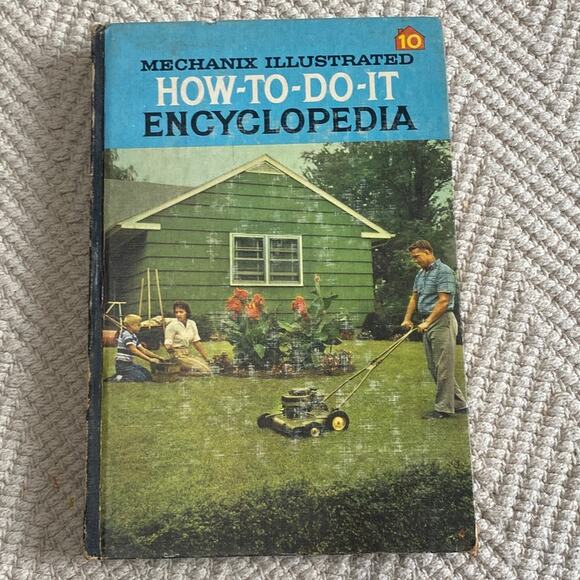 10
MECHANIX ILLUSTRATED
HOW-TO-DO-IT
ENCYCLOPEDIA